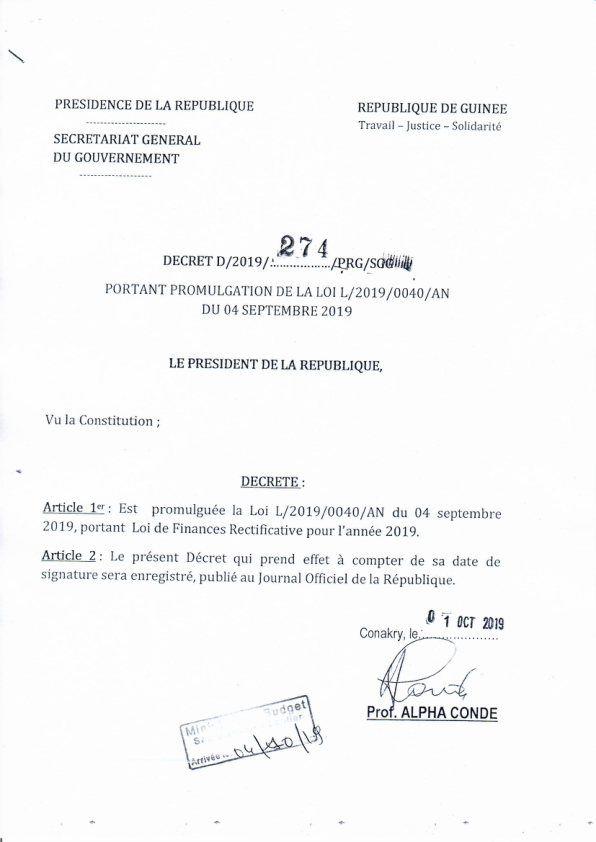 PRESIDENCE DE LA REPUBLIQUE
----------------------
SECRETARIAT GENERAL
DU GOUVERNEMENT
--------------------
REPUBLIQUE DE GUINEE
Travail – Justice – Solidarité
DECRET D/2019/ 274 /PRG/SGG
PORTANT PROMULGATION DE LA LOI L/2019/0040/AN
DU 04 SEPTEMBRE 2019
LE PRESIDENT DE LA REPUBLIQUE,
Vu la Constitution ;
DECRETE :
Article 1er : Est promulguée la Loi L/2019/0040/AN du 04 septembre
2019, portant Loi de Finances Rectificative pour l'année 2019.
Article 2 : Le présent Décret qui prend effet à compter de sa date de
signature sera enregistré, publié au Journal Officiel de la République.
Conakry, le 01 OCT 2019
Prof. ALPHA CONDE
Budget
Arrivée 04/10/19